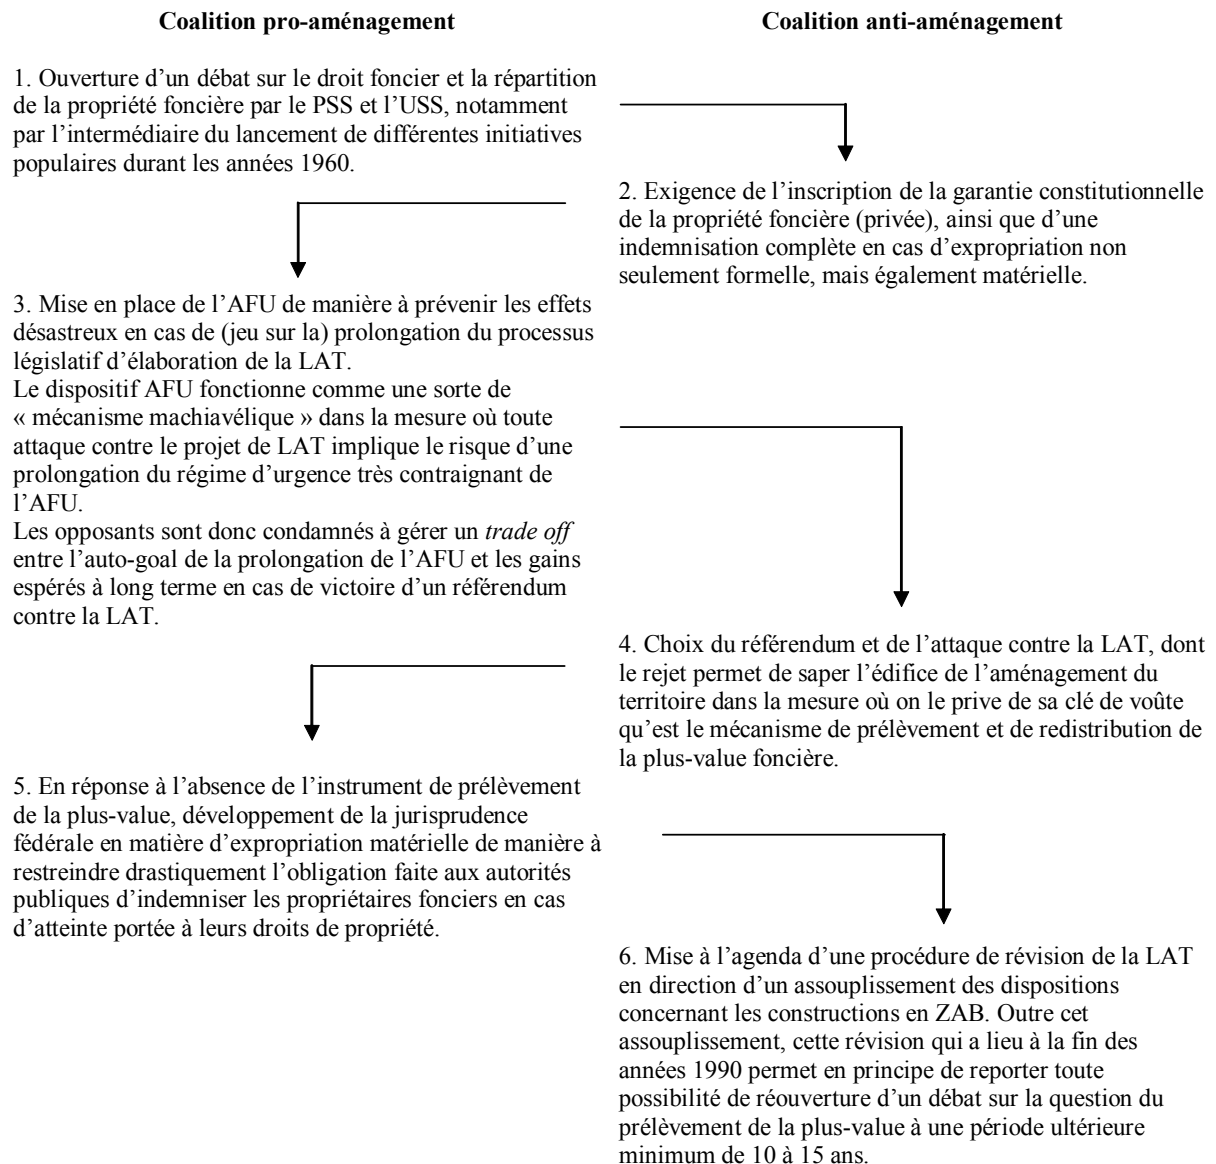 Coalition pro-aménagement
Coalition anti-aménagement
1. Ouverture d’un débat sur le droit foncier et la répartition
de la propriété foncière par le PSS et l’USS, notamment
par l’intermédiaire du lancement de différentes initiatives
populaires durant les années 1960.
2. Exigence de l’inscription de la garantie constitutionnelle
de la propriété foncière (privée), ainsi que d’une
indemnisation complète en cas d’expropriation non
seulement formelle, mais également matérielle.
3. Mise en place de l’AFU de manière à prévenir les effets
désastreux en cas de (jeu sur la) prolongation du processus
législatif d’élaboration de la LAT.
Le dispositif AFU fonctionne comme une sorte de
« mécanisme machiavélique » dans la mesure où toute
attaque contre le projet de LAT implique le risque d’une
prolongation du régime d’urgence très contraignant de
l’AFU.
Les opposants sont donc condamnés à gérer un trade off
entre l’auto-goal de la prolongation de l’AFU et les gains
espérés à long terme en cas de victoire d’un référendum
contre la LAT.
4. Choix du référendum et de l’attaque contre la LAT, dont
le rejet permet de saper l’édifice de l’aménagement du
territoire dans la mesure où on le prive de sa clé de voûte
qu’est le mécanisme de prélèvement et de redistribution de
la plus-value foncière.
5. En réponse à l’absence de l’instrument de prélèvement
de la plus-value, développement de la jurisprudence
fédérale en matière d’expropriation matérielle de manière à
restreindre drastiquement l’obligation faite aux autorités
publiques d’indemniser les propriétaires fonciers en cas
d’atteinte portée à leurs droits de propriété.
6. Mise à l’agenda d’une procédure de révision de la LAT
en direction d’un assouplissement des dispositions
concernant les constructions en ZAB. Outre cet
assouplissement, cette révision qui a lieu à la fin des
années 1990 permet en principe de reporter toute
possibilité de réouverture d’un débat sur la question du
prélèvement de la plus-value à une période ultérieure
minimum de 10 à 15 ans.